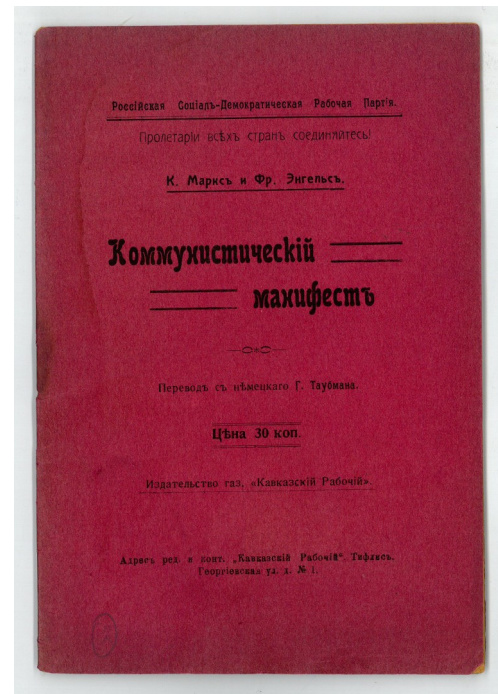 Россійская Соціалъ-Демократическая Рабочая Партія.
Пролетаріи всѣхъ странъ соединяйтесь!
К. Марксъ и Фр. Энгельсъ.
Коммунистическій
манифестъ
Переводъ съ нѣмецкаго Г. Таубмана.
Цѣна 30 коп.
Издательство газ. «Кавказскій Рабочій».
Адресъ ред. и конт. „Кавказскій Рабочій“. Тифлисъ.
Георгіевская ул. д. № 1.